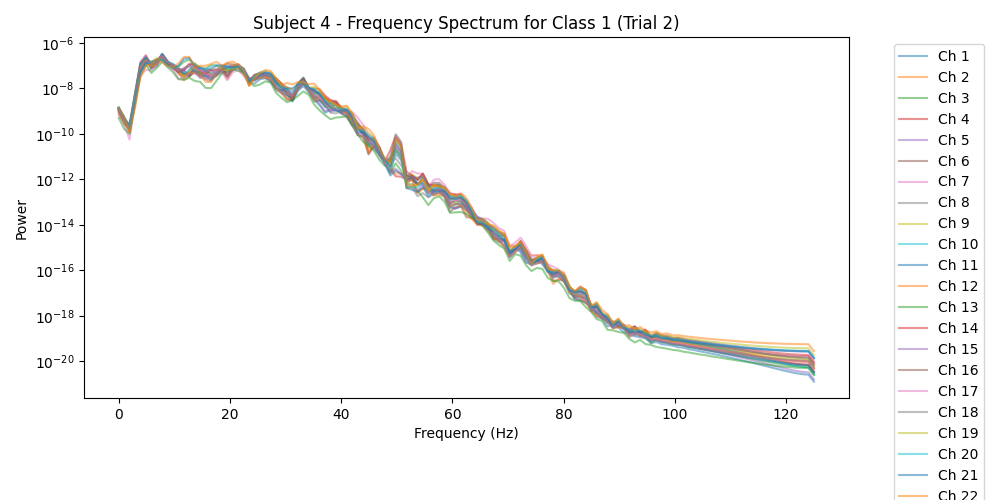 Subject 4 - Frequency Spectrum for Class 1 (Trial 2)
Power
10⁻⁶
10⁻⁸
10⁻¹⁰
10⁻¹²
10⁻¹⁴
10⁻¹⁶
10⁻¹⁸
10⁻²⁰
0 20 40 60 80 100 120
Frequency (Hz)
Ch 1
Ch 2
Ch 3
Ch 4
Ch 5
Ch 6
Ch 7
Ch 8
Ch 9
Ch 10
Ch 11
Ch 12
Ch 13
Ch 14
Ch 15
Ch 16
Ch 17
Ch 18
Ch 19
Ch 20
Ch 21
Ch 22